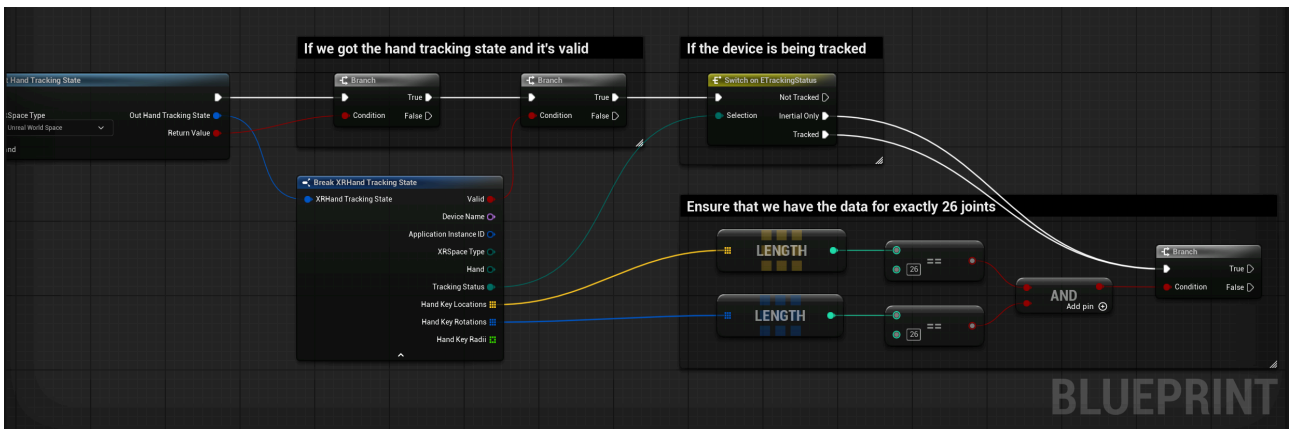 If we got the hand tracking state and it's valid
If the device is being tracked
Hand Tracking State
Space Type
Unreal World Space
Out Hand Tracking State
Return Value
Branch
True
Condition
False
Branch
True
Condition
False
Switch on ETrackingStatus
Not Tracked
Selection
Inertial Only
Tracked
Break XRHand Tracking State
XRHand Tracking State
Valid
Device Name
Application Instance ID
XRSpace Type
Hand
Tracking Status
Hand Key Locations
Hand Key Rotations
Hand Key Radii
Ensure that we have the data for exactly 26 joints
LENGTH
26
==
LENGTH
26
==
AND
Add pin
Branch
True
Condition
False
BLUEPRINT